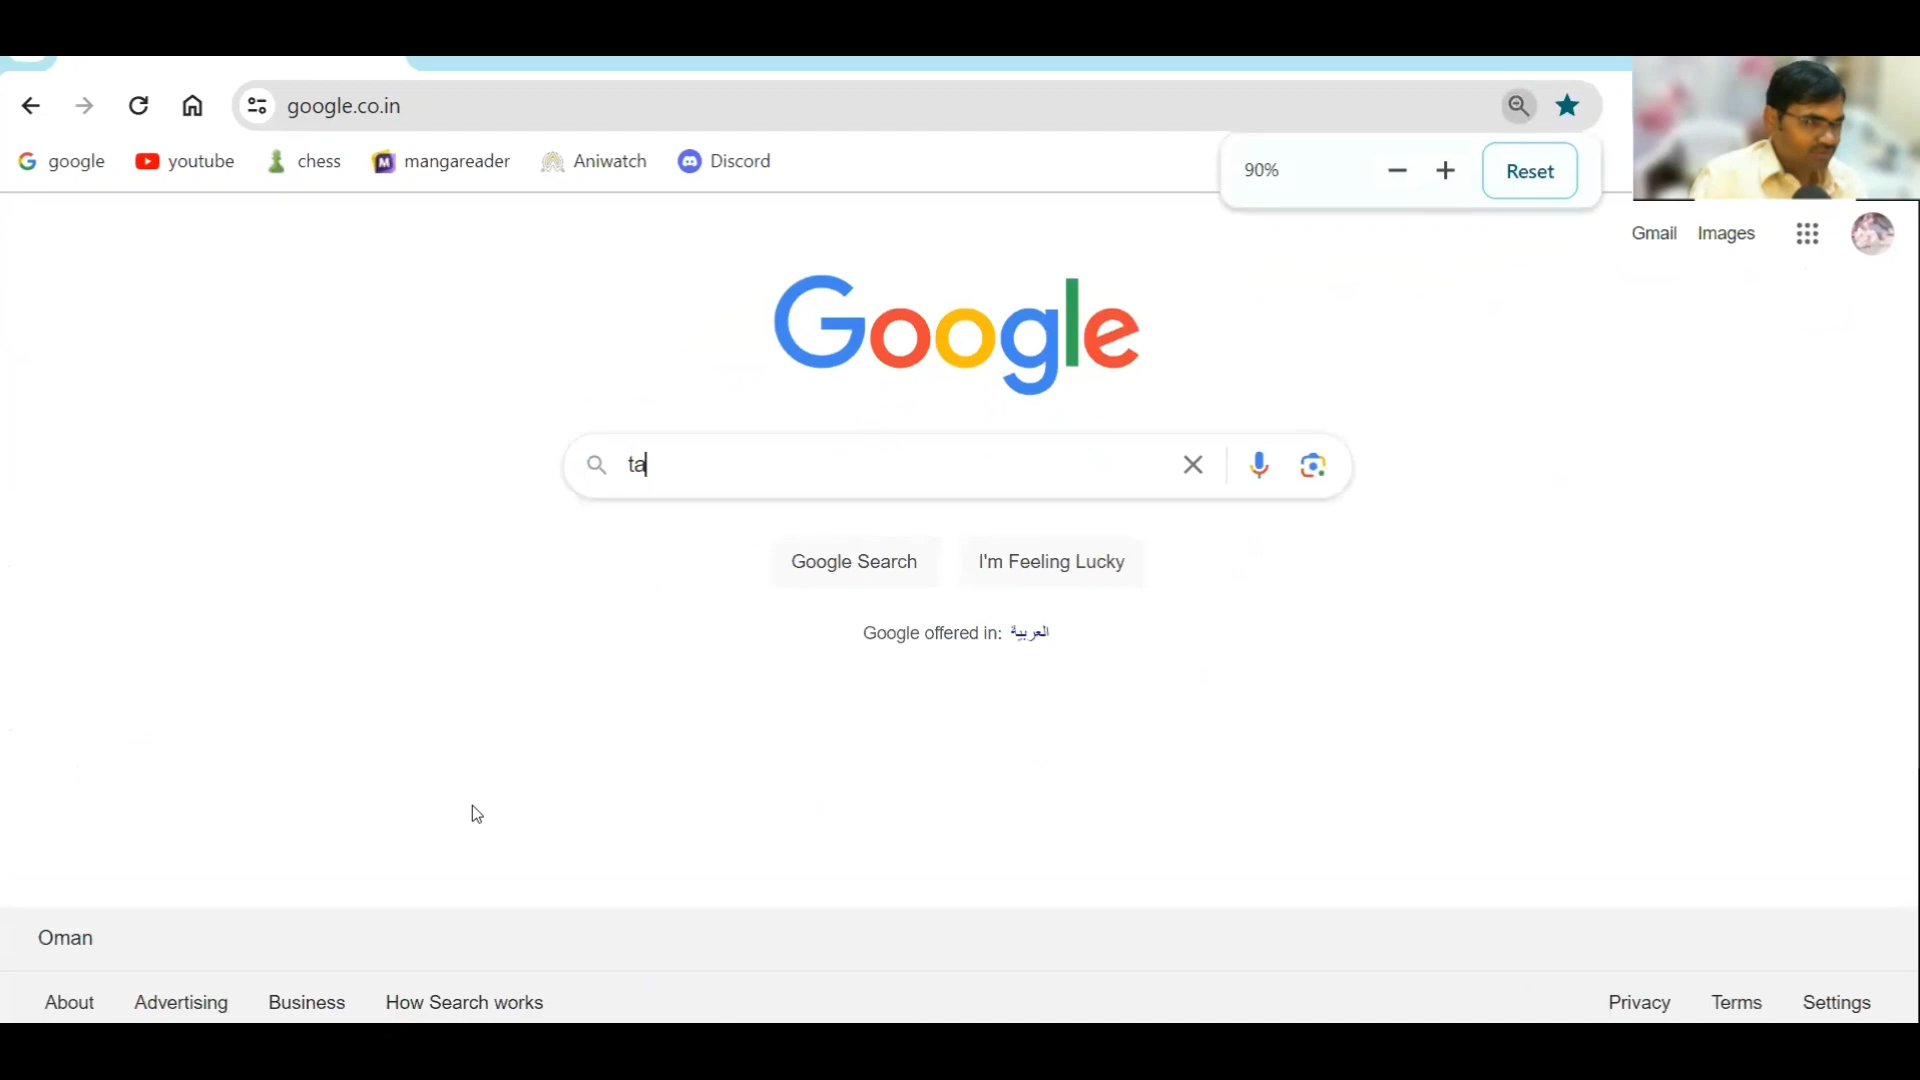 google.co.in
google youtube chess mangareader Aniwatch Discord
90% Reset
Gmail Images
Google
ta
Google Search I'm Feeling Lucky
Google offered in: العربية
Oman
About Advertising Business How Search works Privacy Terms Settings